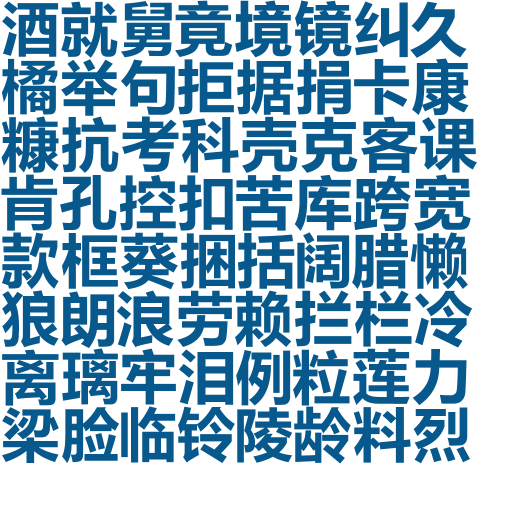 酒就舅竟境镜纠久
橘举句拒据捐卡康
糠抗考科壳克客课
肯孔控扣苦库跨宽
款框葵捆括阔腊懒
狼朗浪劳赖拦栏冷
离璃牢泪例粒莲力
梁脸临铃陵龄料烈